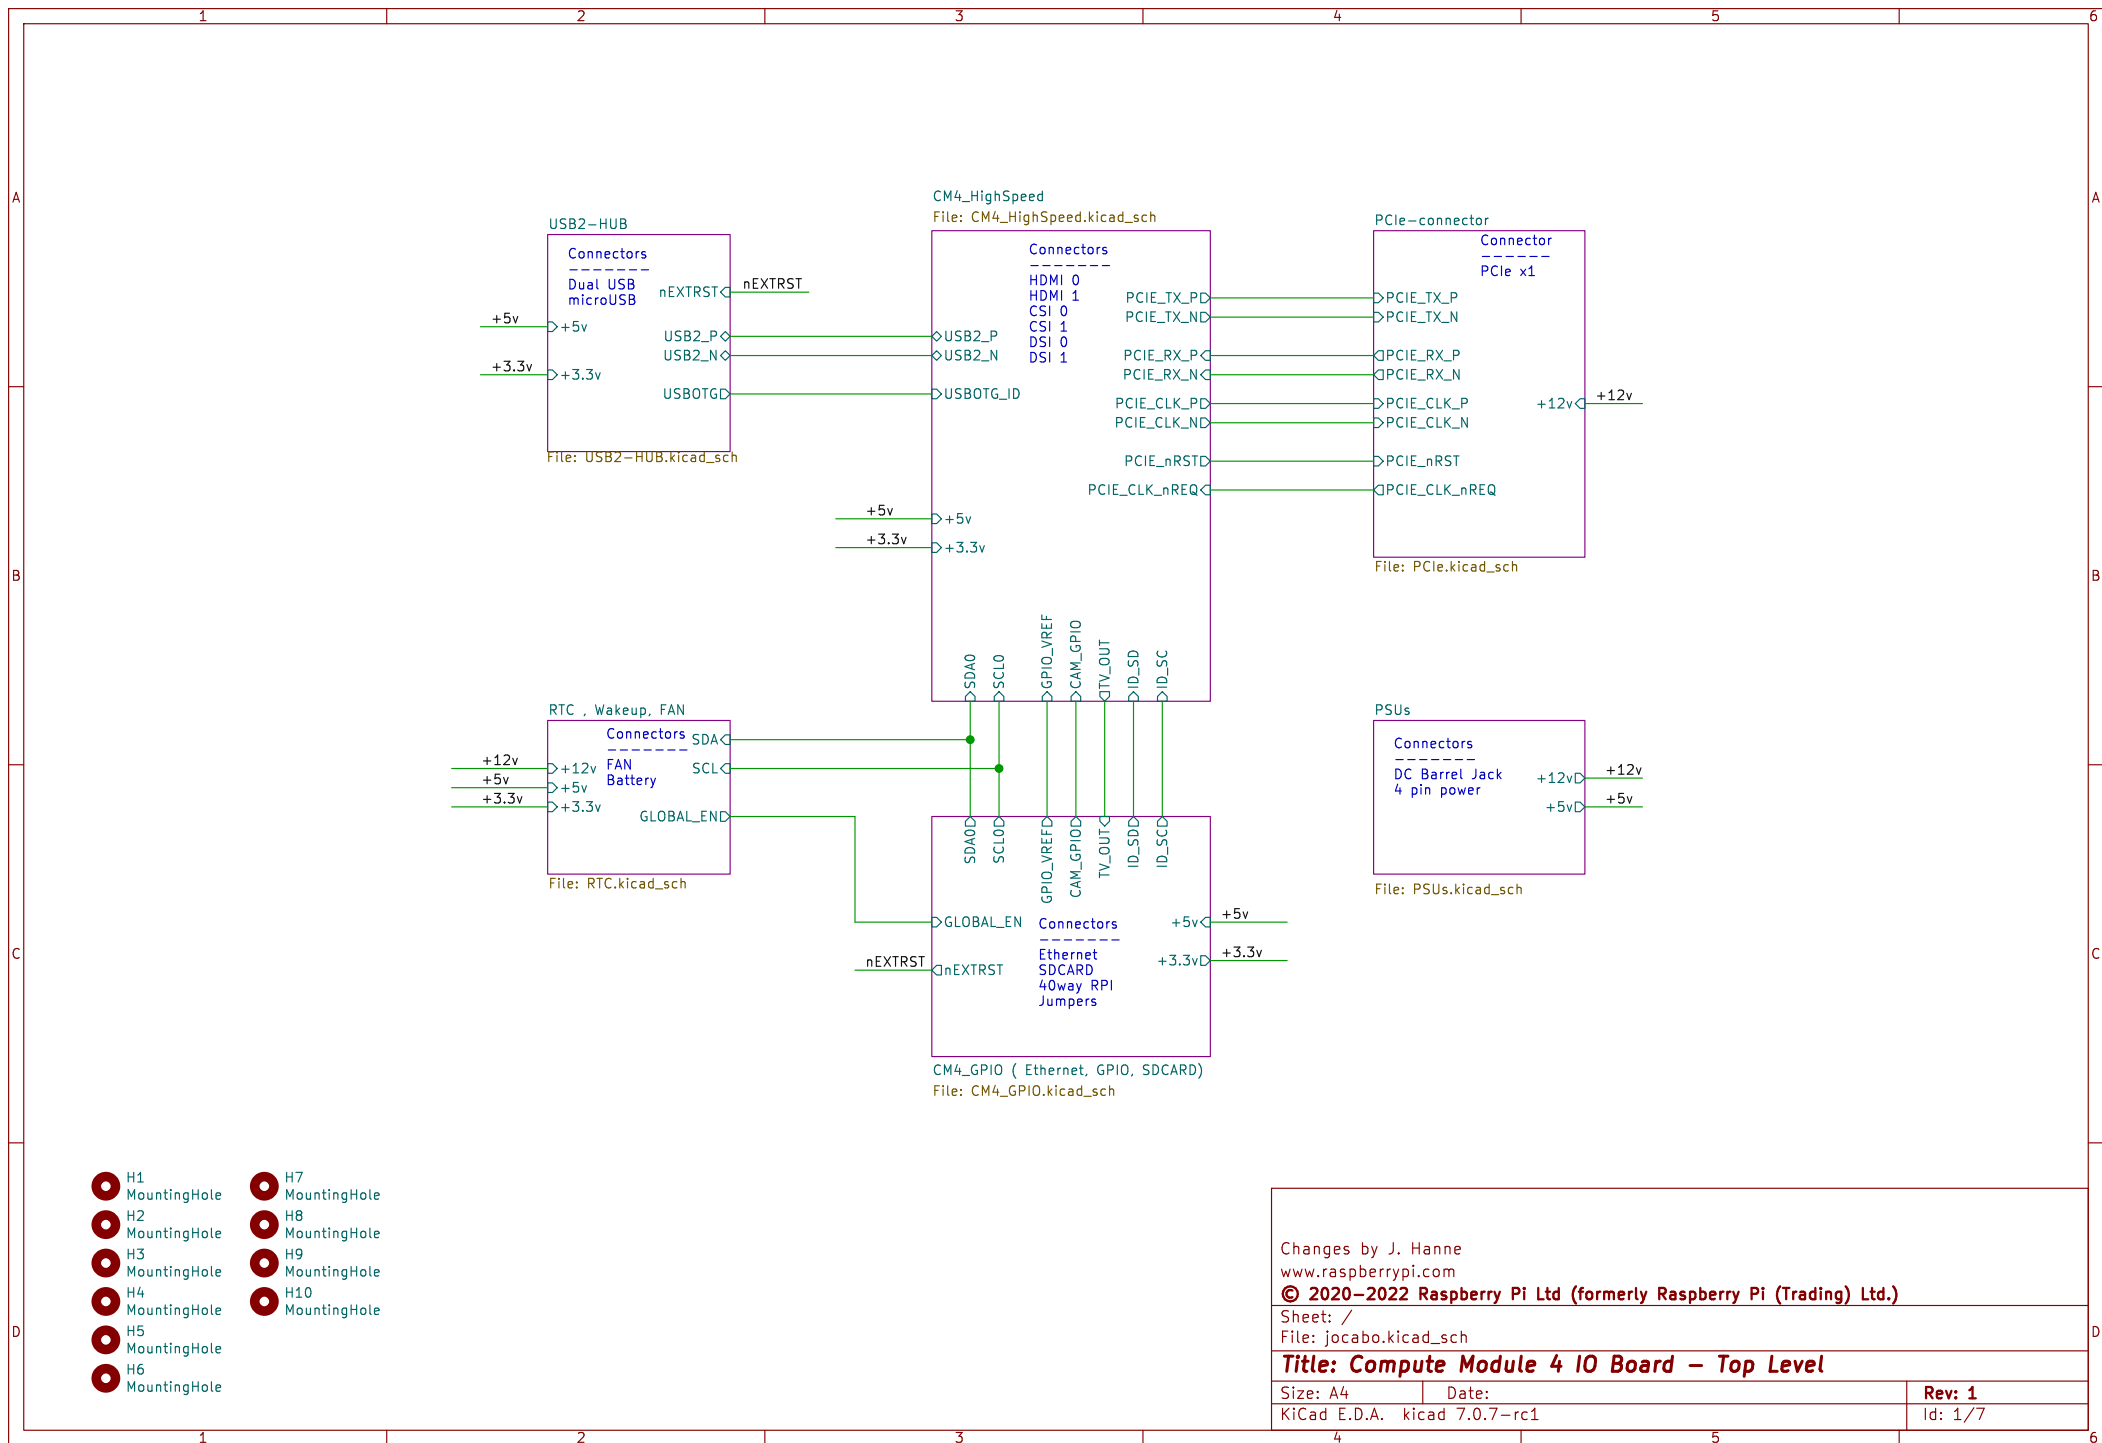 1 2 3 4 5 6
A A
B B
C C
D D
USB2-HUB
Connectors
-------
Dual USB
microUSB
nEXTRST
nEXTRST
+5v
+5v
+3.3v
+3.3v
USB2_P
USB2_N
USBOTG
File: USB2-HUB.kicad_sch
CM4_HighSpeed
File: CM4_HighSpeed.kicad_sch
Connectors
-------
HDMI 0
HDMI 1
CSI 0
CSI 1
DSI 0
DSI 1
USB2_P
USB2_N
USBOTG_ID
+5v
+5v
+3.3v
+3.3v
PCIE_TX_P
PCIE_TX_N
PCIE_RX_P
PCIE_RX_N
PCIE_CLK_P
PCIE_CLK_N
PCIE_nRST
PCIE_CLK_nREQ
SDA0
SCL0
GPIO_VREF
CAM_GPIO
TV_OUT
ID_SD
ID_SC
PCIe-connector
Connector
------
PCIe x1
PCIE_TX_P
PCIE_TX_N
PCIE_RX_P
PCIE_RX_N
PCIE_CLK_P
PCIE_CLK_N
PCIE_nRST
PCIE_CLK_nREQ
+12v
+12v
File: PCIe.kicad_sch
RTC , Wakeup, FAN
Connectors
-------
FAN
Battery
SDA
SCL
GLOBAL_EN
+12v
+12v
+5v
+5v
+3.3v
+3.3v
File: RTC.kicad_sch
SDA0
SCL0
GPIO_VREF
CAM_GPIO
TV_OUT
ID_SD
ID_SC
GLOBAL_EN
nEXTRST
nEXTRST
Connectors
-------
Ethernet
SDCARD
40way RPI
Jumpers
+5v
+5v
+3.3v
+3.3v
CM4_GPIO ( Ethernet, GPIO, SDCARD)
File: CM4_GPIO.kicad_sch
PSUs
Connectors
-------
DC Barrel Jack
4 pin power
+12v
+12v
+5v
+5v
File: PSUs.kicad_sch
H1
MountingHole
H2
MountingHole
H3
MountingHole
H4
MountingHole
H5
MountingHole
H6
MountingHole
H7
MountingHole
H8
MountingHole
H9
MountingHole
H10
MountingHole
Changes by J. Hanne
www.raspberrypi.com
© 2020-2022 Raspberry Pi Ltd (formerly Raspberry Pi (Trading) Ltd.)
Sheet: /
File: jocabo.kicad_sch
Title: Compute Module 4 IO Board - Top Level
Size: A4 Date: Rev: 1
KiCad E.D.A. kicad 7.0.7-rc1 Id: 1/7
1 2 3 4 5 6